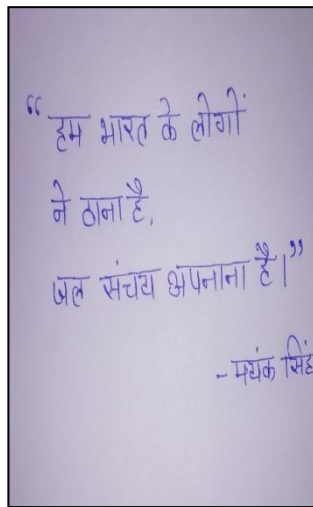 “हम भारत के लोगों
ने ठाना है,
जल संचय अपनाना है।”
- मयंक सिंह